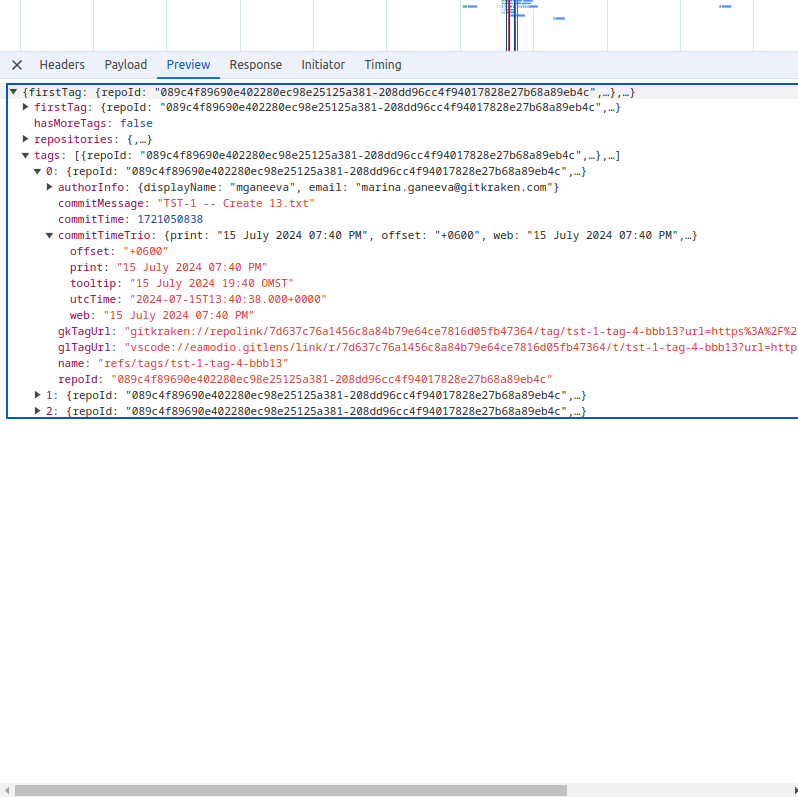 Headers Payload Preview Response Initiator Timing
{firstTag: {repoId: "089c4f89690e402280ec98e25125a381-208dd96cc4f94017828e27b68a89eb4c",…},…}
firstTag: {repoId: "089c4f89690e402280ec98e25125a381-208dd96cc4f94017828e27b68a89eb4c",…}
hasMoreTags: false
repositories: {,…}
tags: [{repoId: "089c4f89690e402280ec98e25125a381-208dd96cc4f94017828e27b68a89eb4c",…},…]
0: {repoId: "089c4f89690e402280ec98e25125a381-208dd96cc4f94017828e27b68a89eb4c",…}
authorInfo: {displayName: "mganeeva", email: "marina.ganeeva@gitkraken.com"}
commitMessage: "TST-1 -- Create 13.txt"
commitTime: 1721050838
commitTimeTrio: {print: "15 July 2024 07:40 PM", offset: "+0600", web: "15 July 2024 07:40 PM",…}
offset: "+0600"
print: "15 July 2024 07:40 PM"
tooltip: "15 July 2024 19:40 OMST"
utcTime: "2024-07-15T13:40:38.000+0000"
web: "15 July 2024 07:40 PM"
gkTagUrl: "gitkraken://repolink/7d637c76a1456c8a84b79e64ce7816d05fb47364/tag/tst-1-tag-4-bbb13?url=https%3A%2F%2
glTagUrl: "vscode://eamodio.gitlens/link/r/7d637c76a1456c8a84b79e64ce7816d05fb47364/t/tst-1-tag-4-bbb13?url=http
name: "refs/tags/tst-1-tag-4-bbb13"
repoId: "089c4f89690e402280ec98e25125a381-208dd96cc4f94017828e27b68a89eb4c"
1: {repoId: "089c4f89690e402280ec98e25125a381-208dd96cc4f94017828e27b68a89eb4c",…}
2: {repoId: "089c4f89690e402280ec98e25125a381-208dd96cc4f94017828e27b68a89eb4c",…}